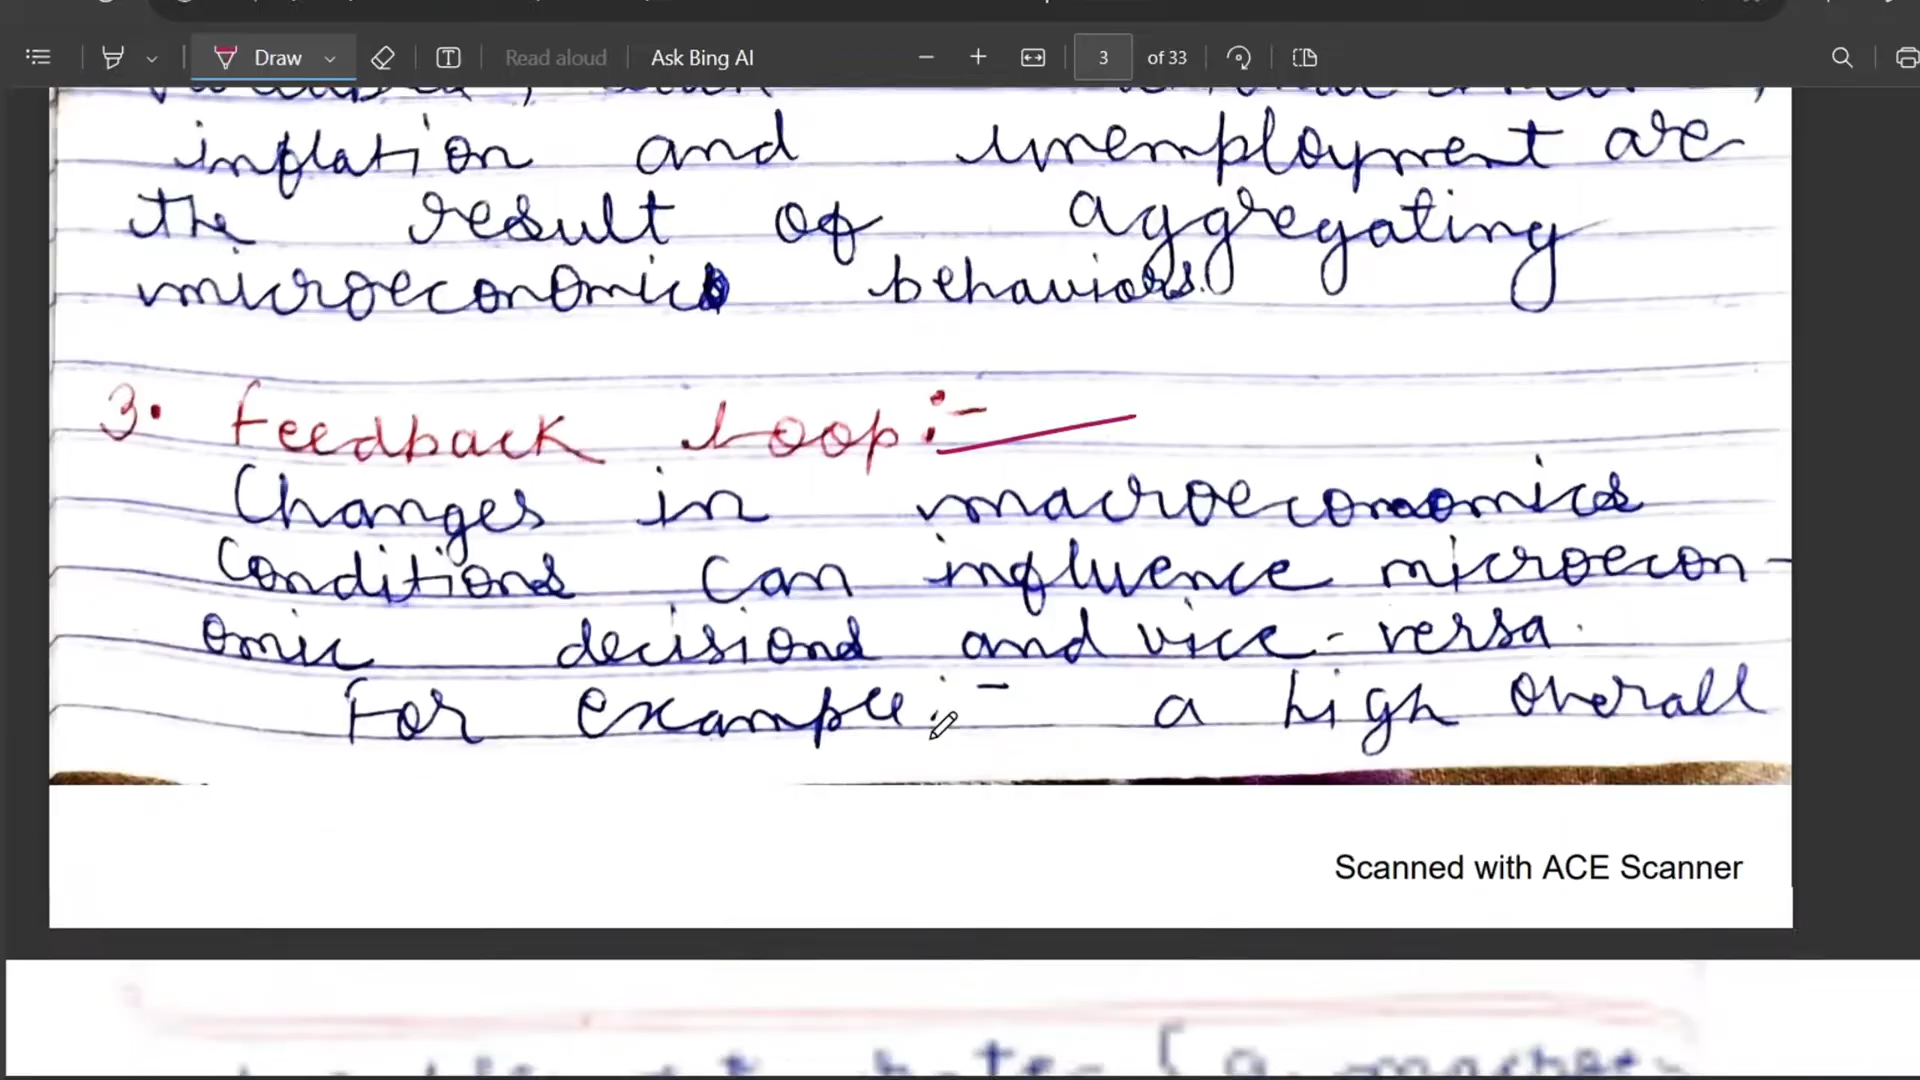 Draw
Read aloud
Ask Bing AI
3 of 33
inflation and unemployment are
the result of aggregating
microeconomic behaviors.
3. Feedback Loop:-
Changes in macroeconomics
conditions can influence microecon-
omic decisions and vice-versa.
For example:- a high overall
Scanned with ACE Scanner